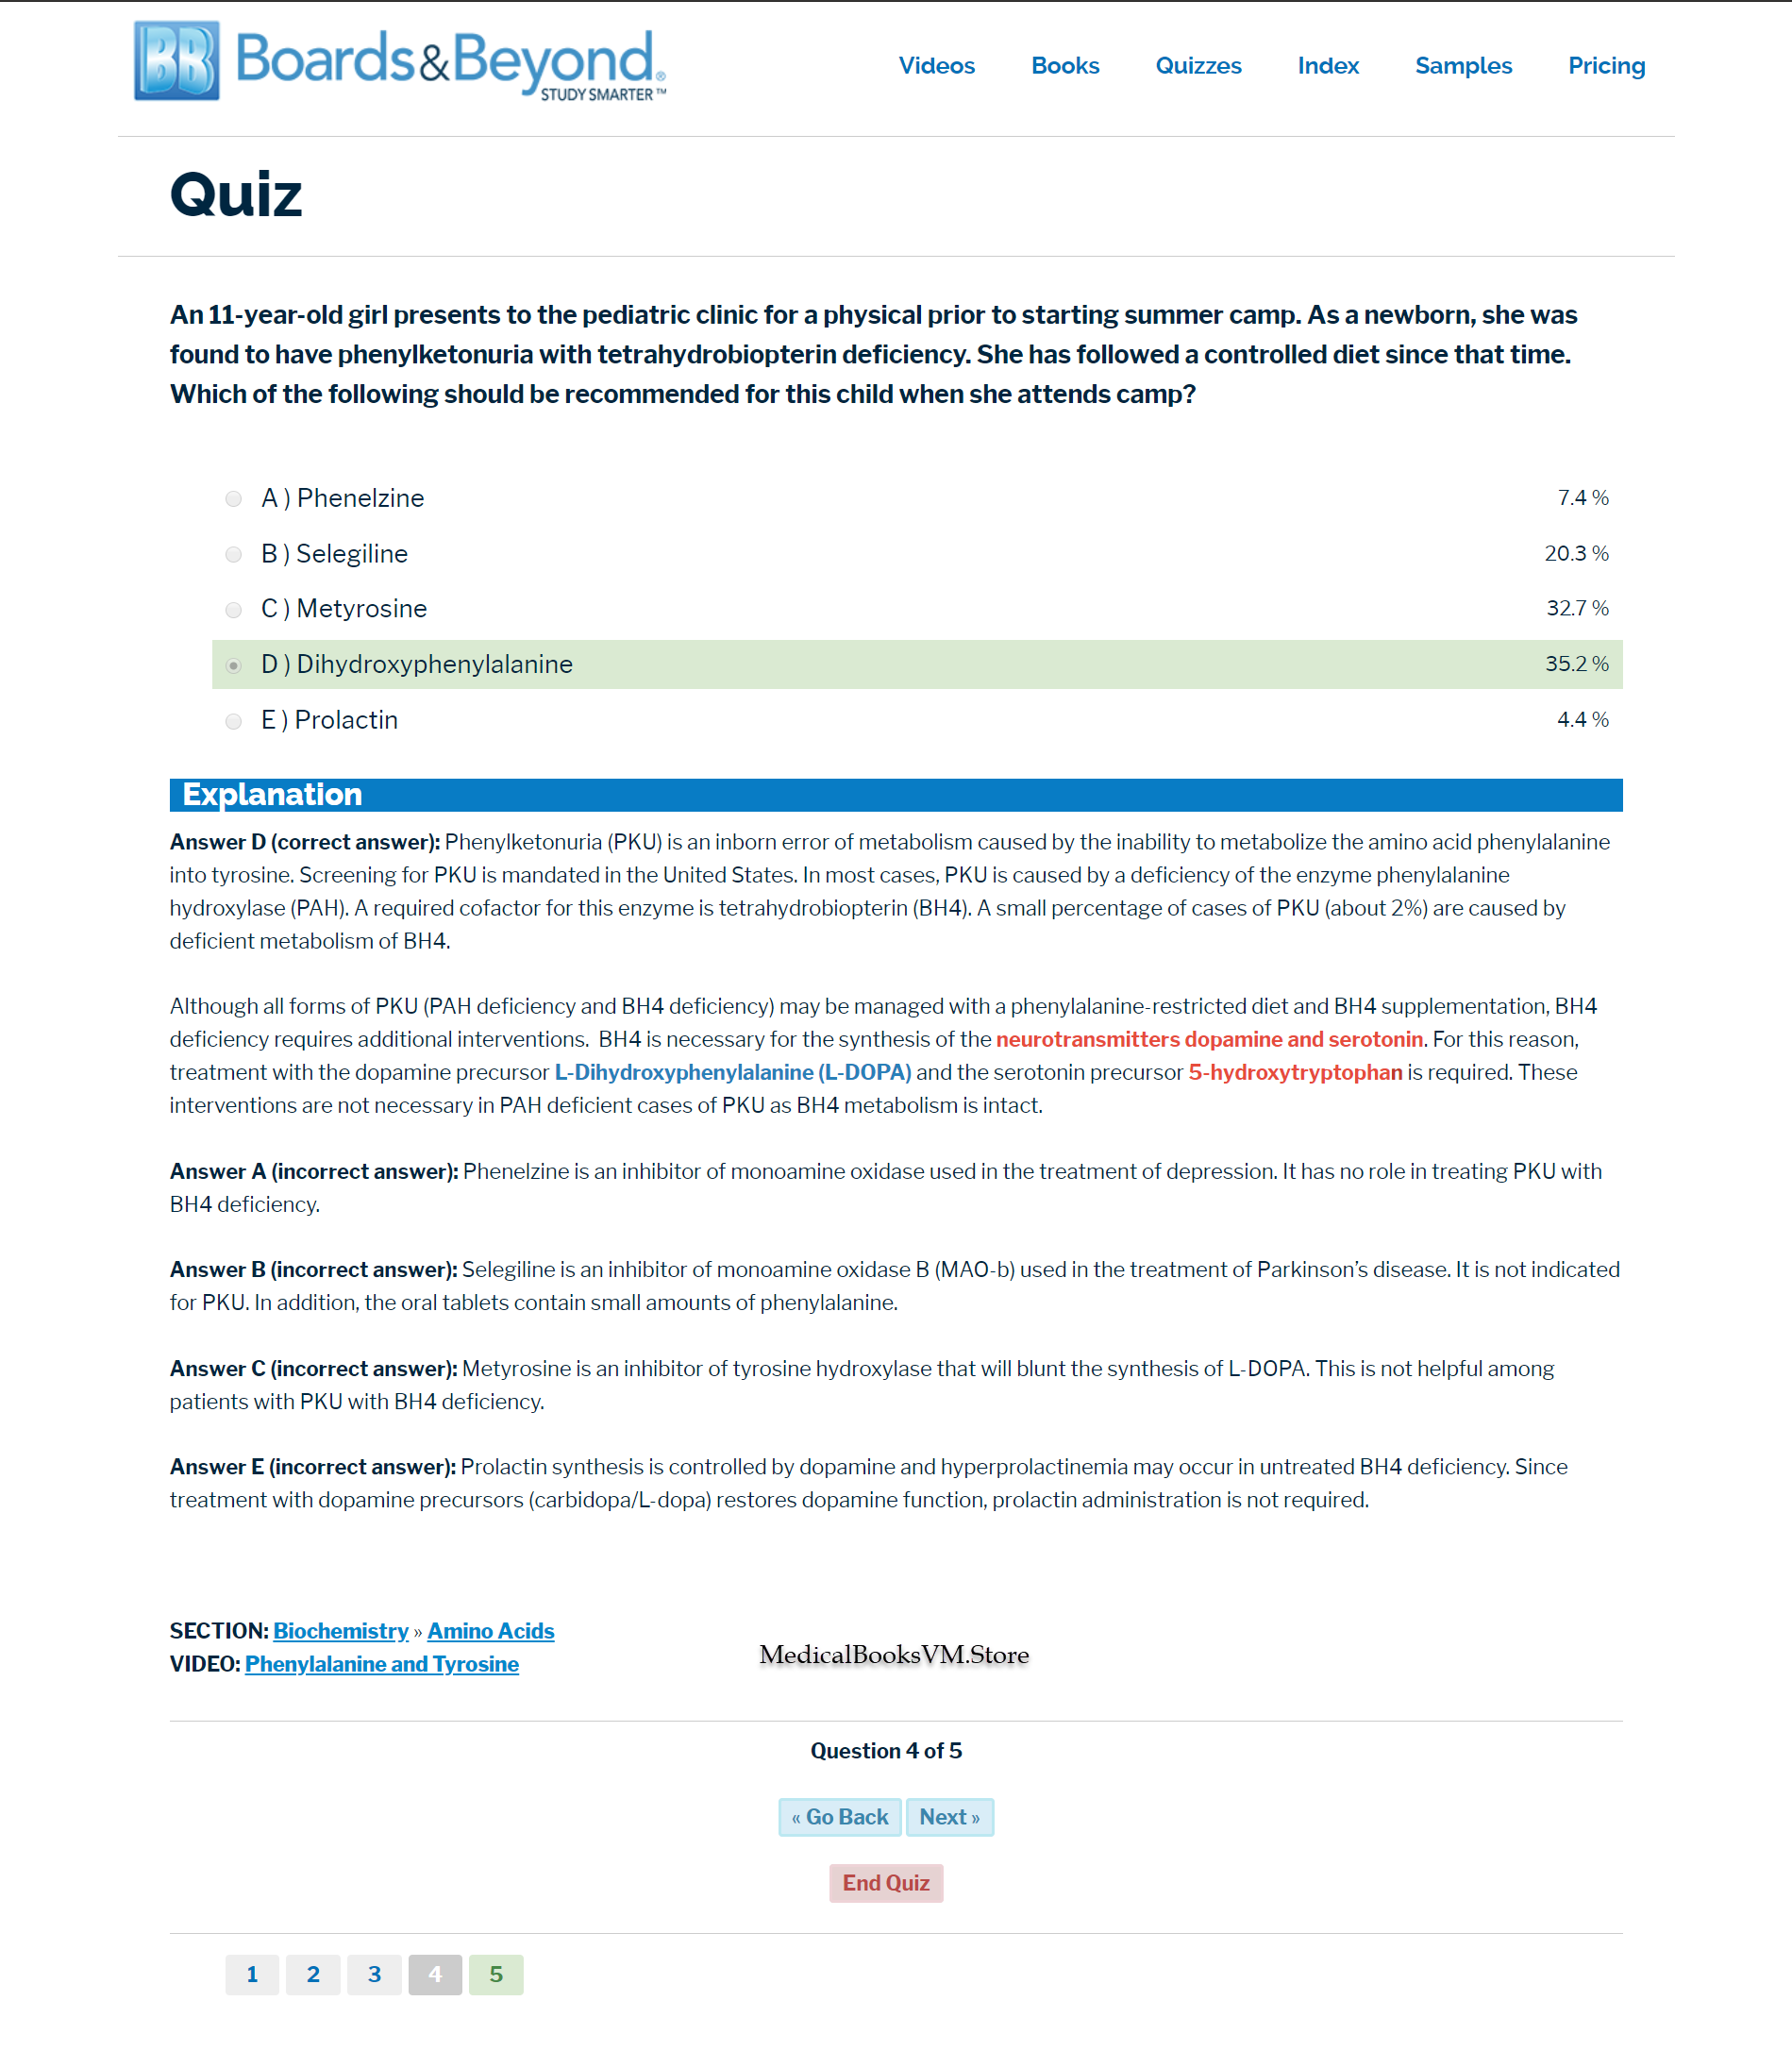 BB Boards&Beyond®
STUDY SMARTER™
Videos Books Quizzes Index Samples Pricing
Quiz
An 11-year-old girl presents to the pediatric clinic for a physical prior to starting summer camp. As a newborn, she was
found to have phenylketonuria with tetrahydrobiopterin deficiency. She has followed a controlled diet since that time.
Which of the following should be recommended for this child when she attends camp?
A ) Phenelzine 7.4 %
B ) Selegiline 20.3 %
C ) Metyrosine 32.7 %
D ) Dihydroxyphenylalanine 35.2 %
E ) Prolactin 4.4 %
Explanation
Answer D (correct answer): Phenylketonuria (PKU) is an inborn error of metabolism caused by the inability to metabolize the amino acid phenylalanine
into tyrosine. Screening for PKU is mandated in the United States. In most cases, PKU is caused by a deficiency of the enzyme phenylalanine
hydroxylase (PAH). A required cofactor for this enzyme is tetrahydrobiopterin (BH4). A small percentage of cases of PKU (about 2%) are caused by
deficient metabolism of BH4.
Although all forms of PKU (PAH deficiency and BH4 deficiency) may be managed with a phenylalanine-restricted diet and BH4 supplementation, BH4
deficiency requires additional interventions.  BH4 is necessary for the synthesis of the neurotransmitters dopamine and serotonin. For this reason,
treatment with the dopamine precursor L-Dihydroxyphenylalanine (L-DOPA) and the serotonin precursor 5-hydroxytryptophan is required. These
interventions are not necessary in PAH deficient cases of PKU as BH4 metabolism is intact.
Answer A (incorrect answer): Phenelzine is an inhibitor of monoamine oxidase used in the treatment of depression. It has no role in treating PKU with
BH4 deficiency.
Answer B (incorrect answer): Selegiline is an inhibitor of monoamine oxidase B (MAO-b) used in the treatment of Parkinson’s disease. It is not indicated
for PKU. In addition, the oral tablets contain small amounts of phenylalanine.
Answer C (incorrect answer): Metyrosine is an inhibitor of tyrosine hydroxylase that will blunt the synthesis of L-DOPA. This is not helpful among
patients with PKU with BH4 deficiency.
Answer E (incorrect answer): Prolactin synthesis is controlled by dopamine and hyperprolactinemia may occur in untreated BH4 deficiency. Since
treatment with dopamine precursors (carbidopa/L-dopa) restores dopamine function, prolactin administration is not required.
SECTION: Biochemistry » Amino Acids
VIDEO: Phenylalanine and Tyrosine
MedicalBooksVM.Store
Question 4 of 5
« Go Back Next »
End Quiz
1 2 3 4 5